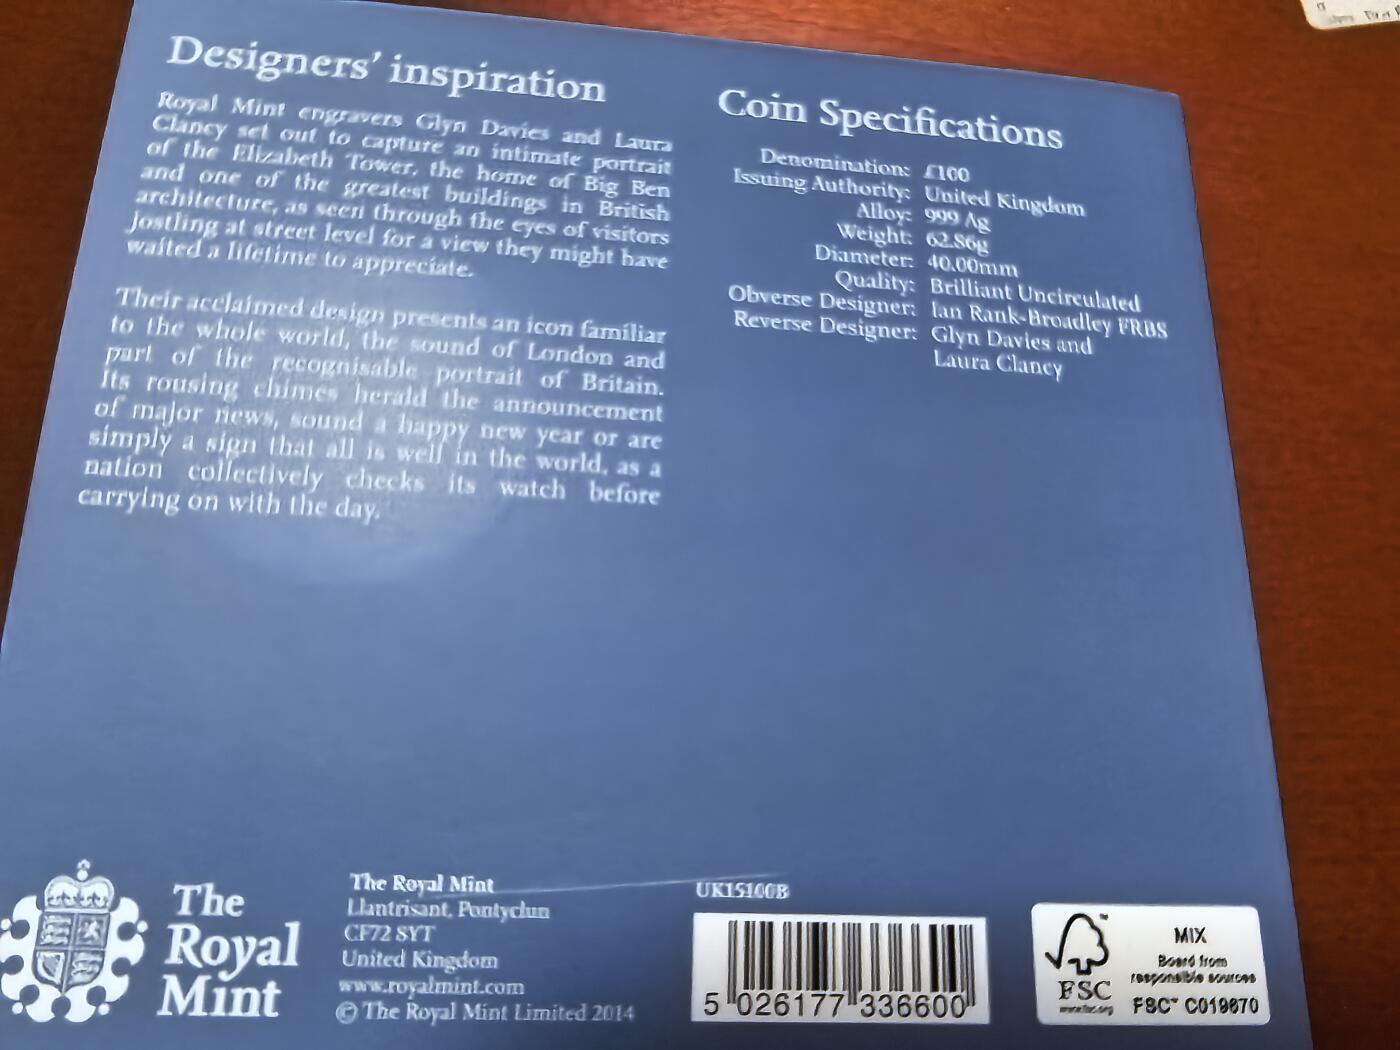 Designers' inspiration
Royal Mint engravers Glyn Davies and Laura
Clancy set out to capture an intimate portrait
of the Elizabeth Tower, the home of Big Ben
and one of the greatest buildings in British
architecture, as seen through the eyes of visitors
jostling at street level for a view they might have
waited a lifetime to appreciate.
Their acclaimed design presents an icon familiar
to the whole world, the sound of London and
part of the recognisable portrait of Britain.
Its rousing chimes herald the announcement
of major news, sound a happy new year or are
simply a sign that all is well in the world, as a
nation collectively checks its watch before
carrying on with the day.
Coin Specifications
Denomination: £100
Issuing Authority: United Kingdom
Alloy: 999 Ag
Weight: 62.86g
Diameter: 40.00mm
Quality: Brilliant Uncirculated
Obverse Designer: Ian Rank-Broadley FRBS
Reverse Designer: Glyn Davies and
Laura Clancy
The
Royal
Mint
The Royal Mint
Llantrisant, Pontyclun
CF72 8YT
United Kingdom
www.royalmint.com
© The Royal Mint Limited 2014
UK15100B
5 026177 336600
FSC
www.fsc.org
MIX
Board from
responsible sources
FSC™ C019670